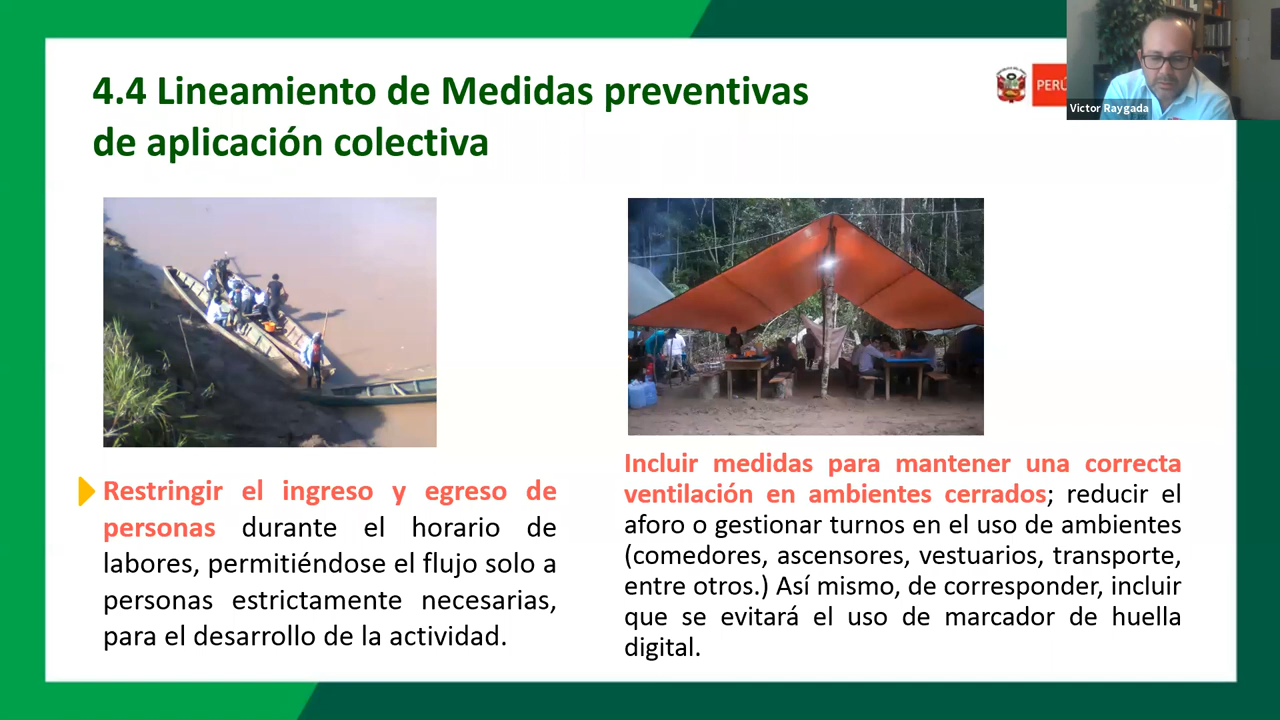 4.4 Lineamiento de Medidas preventivas
de aplicación colectiva
PERÚ
Victor Raygada
Restringir el ingreso y egreso de
personas durante el horario de
labores, permitiéndose el flujo solo a
personas estrictamente necesarias,
para el desarrollo de la actividad.
Incluir medidas para mantener una correcta
ventilación en ambientes cerrados; reducir el
aforo o gestionar turnos en el uso de ambientes
(comedores, ascensores, vestuarios, transporte,
entre otros.) Así mismo, de corresponder, incluir
que se evitará el uso de marcador de huella
digital.